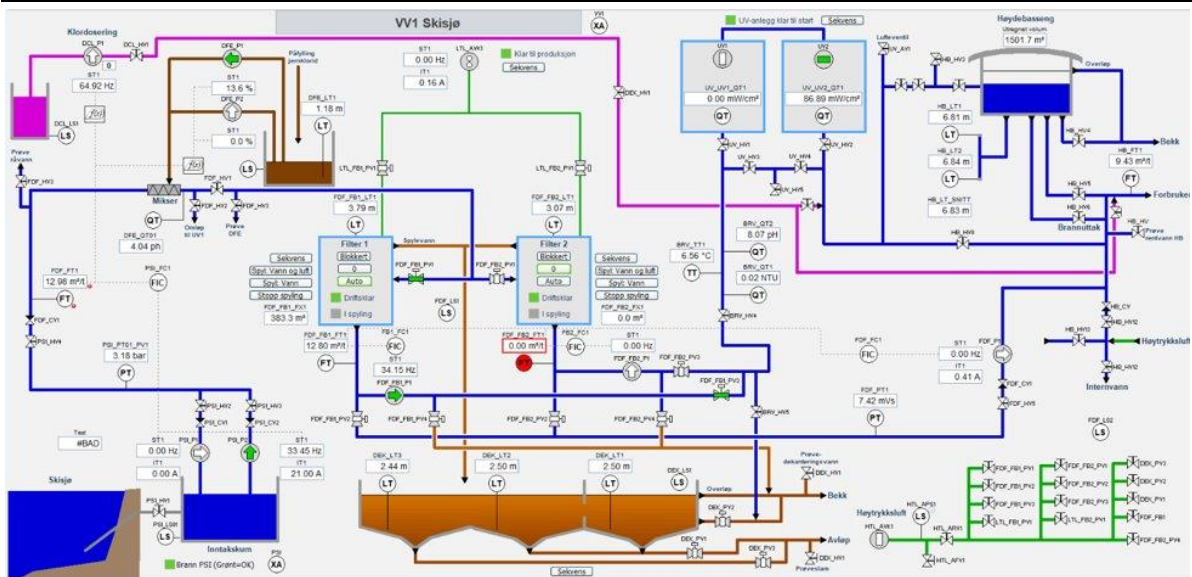 VV1 Skisjø
VV1
XA
UV-anlegg klar til start
Sekvens
Høydebasseng
Utregnet volum
1501.7 m³
Klordosering
DCL_P1
DCL_HV1
0
ST1
64.92 Hz
f(x)
DCL_LS1
LS
DFE_P1
Påfylling
jernklorid
ST1
13.6 %
DFE_P2
ST1
0.0 %
DFE_LT1
1.18 m
LT
LS
f(x)
ST1
0.00 Hz
IT1
0.16 A
LTL_AVK1
Klar til produksjon
Sekvens
LTL_FB1_PV1
LTL_FB2_PV1
DEX_HV1
UV1
UV2
UV_UV1_QT1
0.00 mW/cm²
UV_UV2_QT1
86.89 mW/cm²
QT
QT
UV_HV1
UV_HV2
UV_HV3
UV_HV4
UV_HV5
Lufteventil
UV_AV1
HB_HV3
Overløp
HB_LT1
6.81 m
LT
HB_LT2
6.84 m
LT
HB_LT_SNITT
6.83 m
HB_HV4
Bekk
HB_FT1
9.43 m³/t
FT
HB_HV5
Forbruker
HB_HV6
Brannuttak
HB_HV
Prøve
rentvann HB
Prøve
råvann
FDF_HV3
Mikser
FDF_HV1
FDF_HV2
FDF_HV3
Omløp
til UV1
Prøve
DFE
QT
DFE_QT01
4.04 ph
FDF_FT1
12.98 m³/t
FT
PSI_FC1
FIC
FDF_CV1
PSI_HV4
PSI_PT01_PV1
3.18 bar
PT
FDF_FB1_LT1
3.79 m
LT
Spylevann
FDF_FB2_LT1
3.07 m
LT
Filter 1
Blokkert
0
Auto
Driftsklar
I spyling
Sekvens
Spyl. Vann og luft
Spyl. Vann
Stopp spyling
FDF_FB1_FX1
383.3 m³
FDF_FB1_PV1
FDF_FB2_PV1
FDF_LS1
LS
Filter 2
Blokkert
0
Auto
Driftsklar
I spyling
Sekvens
Spyl. Vann og luft
Spyl. Vann
Stopp spyling
FDF_FB2_FX1
0.0 m³
BRV_TT1
6.56 °C
TT
BRV_QT2
8.07 pH
QT
BRV_QT1
0.02 NTU
QT
BRV_HV4
FDF_FB1_FT1
12.80 m³/t
FT
FB1_FC1
FIC
ST1
34.15 Hz
FDF_FB1_P1
FDF_FB2_FT1
0.00 m³/t
FT
FB2_FC1
FIC
ST1
0.00 Hz
FDF_FB2_P1
FDF_FB2_PV3
FDF_FB1_PV3
FDF_FB1_PV2
FDF_FB1_PV4
FDF_FB2_PV2
FDF_FB2_PV4
BRV_HV5
FDF_FC1
FIC
ST1
0.00 Hz
IT1
0.41 A
FDF_PT1
7.42 mVs
PT
FDF_CV1
FDF_HV5
HB_CV
HB_HV12
Høytrykksluft
HB_HV12
Internvann
FDF_LS2
LS
PSI_HV2
PSI_HV3
PSI_CV1
PSI_CV2
PSI_P1
PSI_P2
ST1
0.00 Hz
ST1
33.45 Hz
IT1
0.00 A
IT1
21.00 A
Test
#BAD
Skisjø
PSI_HV1
PSI_LS01
LS
Inntakskum
Brann PSI (Grønt=OK)
PSI
XA
DEK_LT3
2.44 m
LT
DEK_LT2
2.50 m
LT
DEK_LT1
2.50 m
LT
DEK_LS1
LS
Overløp
Prøve-
dekanteringsvann
DEX_HV1
Bekk
DEK_PV2
DEK_PV1
DEK_PV3
Avløp
DEK_HV1
Prøveslam
Sekvens
Høytrykksluft
HTL_AVK1
HTL_APS1
LS
HTL_ARV1
HTL_AFV1
FDF_FB1_PV1
FDF_FB1_PV2
FDF_FB1_PV3
LTL_FB1_PV1
FDF_FB2_PV1
FDF_FB2_PV2
FDF_FB2_PV3
LTL_FB2_PV1
DEK_PV3
DEK_PV2
DEK_PV1
FDF_FB1
FDF_FB2_PV4